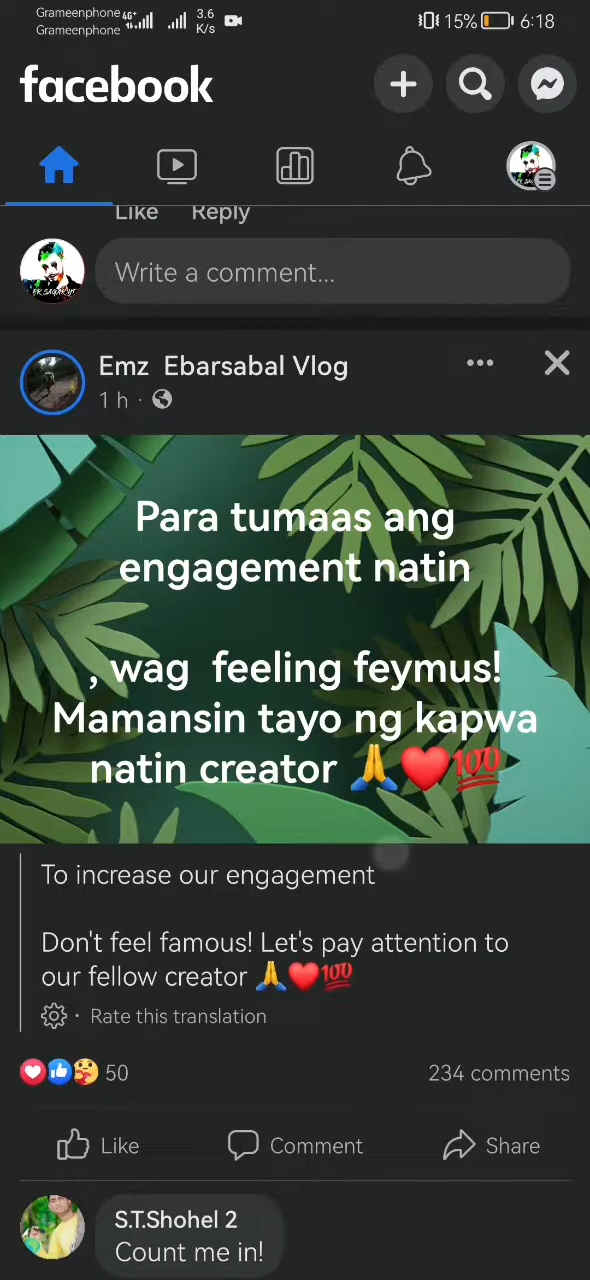 Grameenphone 4G+ 3.6 K/s 15% 6:18
Grameenphone
facebook
Like Reply
FK SAGAR YT
Write a comment...
Emz Ebarsabal Vlog
1 h ·
Para tumaas ang
engagement natin
, wag feeling feymus!
Mamansin tayo ng kapwa
natin creator 🙏❤️💯
To increase our engagement
Don't feel famous! Let's pay attention to
our fellow creator 🙏❤️💯
· Rate this translation
50 234 comments
Like Comment Share
S.T.Shohel 2
Count me in!